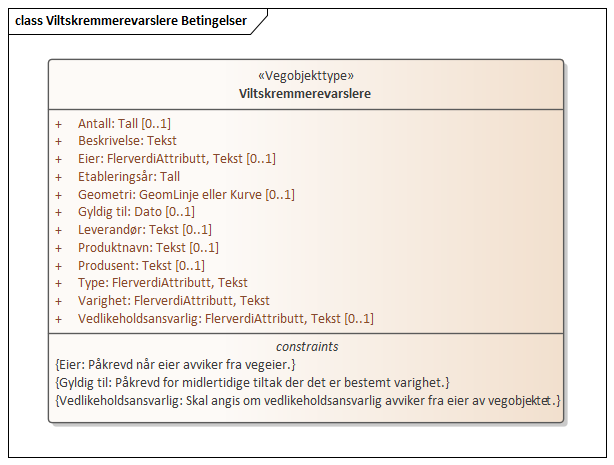 class Viltskremmerevarslere Betingelser
«Vegobjekttype»
Viltskremmerevarslere
+ Antall: Tall [0..1]
+ Beskrivelse: Tekst
+ Eier: FlerverdiAttributt, Tekst [0..1]
+ Etableringsår: Tall
+ Geometri: GeomLinje eller Kurve [0..1]
+ Gyldig til: Dato [0..1]
+ Leverandør: Tekst [0..1]
+ Produktnavn: Tekst [0..1]
+ Produsent: Tekst [0..1]
+ Type: FlerverdiAttributt, Tekst
+ Varighet: FlerverdiAttributt, Tekst
+ Vedlikeholdsansvarlig: FlerverdiAttributt, Tekst [0..1]
constraints
{Eier: Påkrevd når eier avviker fra vegeier.}
{Gyldig til: Påkrevd for midlertidige tiltak der det er bestemt varighet.}
{Vedlikeholdsansvarlig: Skal angis om vedlikeholdsansvarlig avviker fra eier av vegobjektet.}